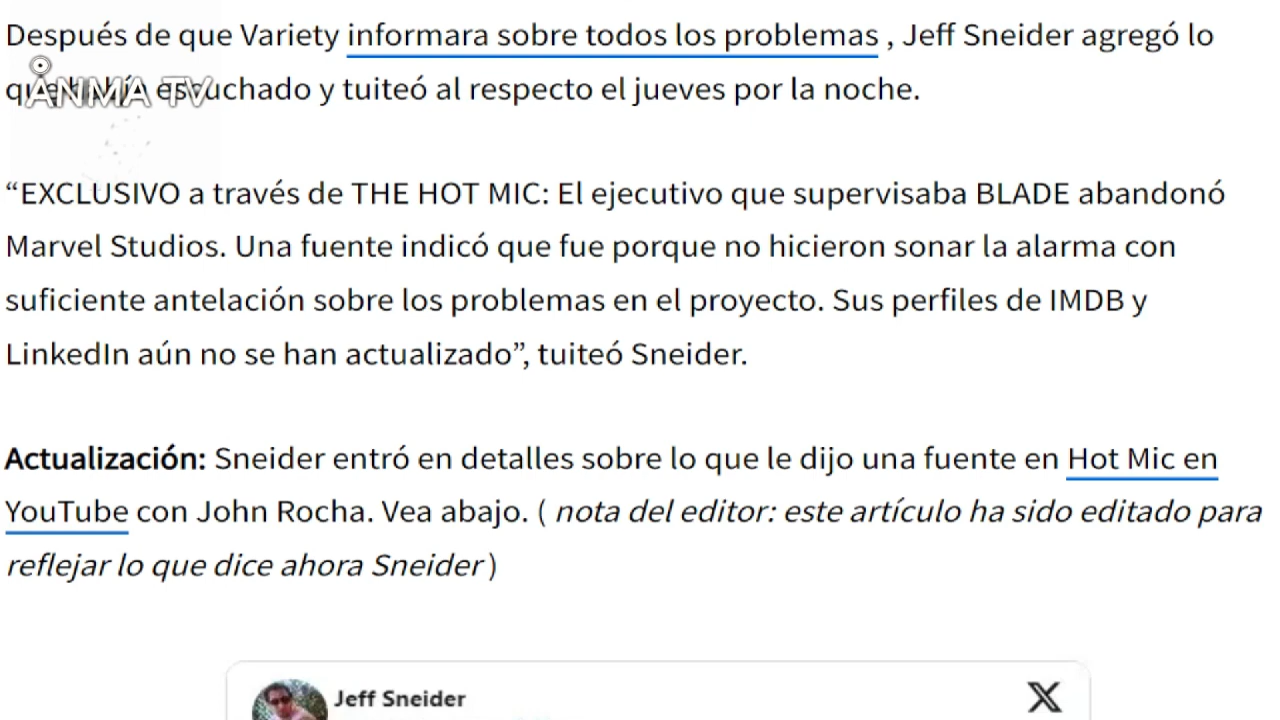 Después de que Variety informara sobre todos los problemas , Jeff Sneider agregó lo
que había escuchado y tuiteó al respecto el jueves por la noche.
ANMA TV
“EXCLUSIVO a través de THE HOT MIC: El ejecutivo que supervisaba BLADE abandonó
Marvel Studios. Una fuente indicó que fue porque no hicieron sonar la alarma con
suficiente antelación sobre los problemas en el proyecto. Sus perfiles de IMDB y
LinkedIn aún no se han actualizado”, tuiteó Sneider.
Actualización: Sneider entró en detalles sobre lo que le dijo una fuente en Hot Mic en
YouTube con John Rocha. Vea abajo. ( nota del editor: este artículo ha sido editado para
reflejar lo que dice ahora Sneider )
Jeff Sneider
X